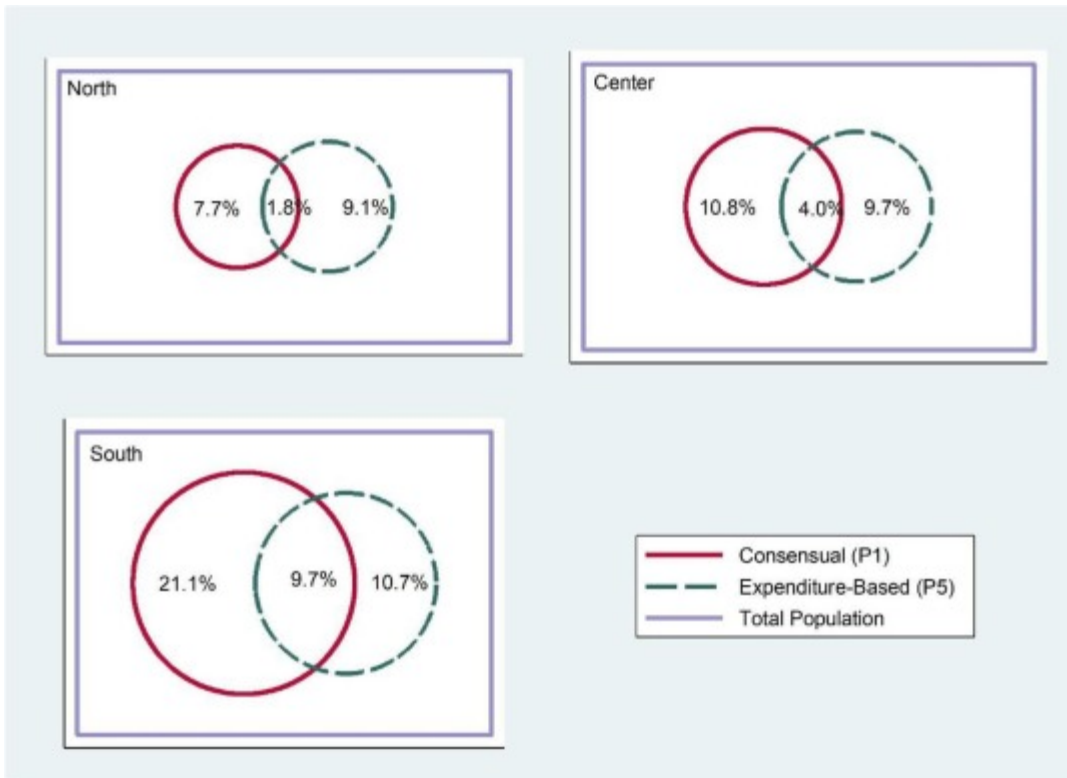 North
7.7% 1.8% 9.1%
Center
10.8% 4.0% 9.7%
South
21.1% 9.7% 10.7%
Consensual (P1)
Expenditure-Based (P5)
Total Population